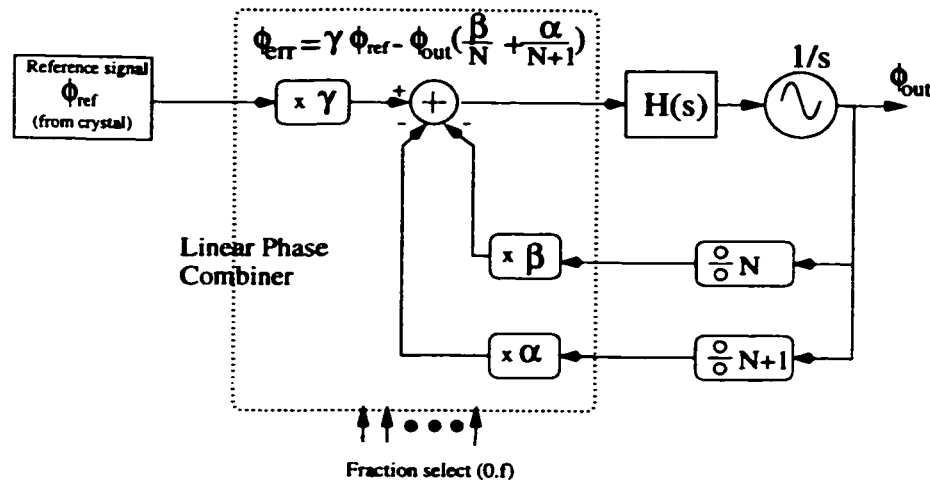 ϕerr = γ ϕref - ϕout(β/N + α/N+1)
Reference signal
ϕref
(from crystal)
x γ
+
-
+
-
H(s)
1/s
ϕout
Linear Phase
Combiner
x β
÷ N
x α
÷ N+1
Fraction select (0.f)